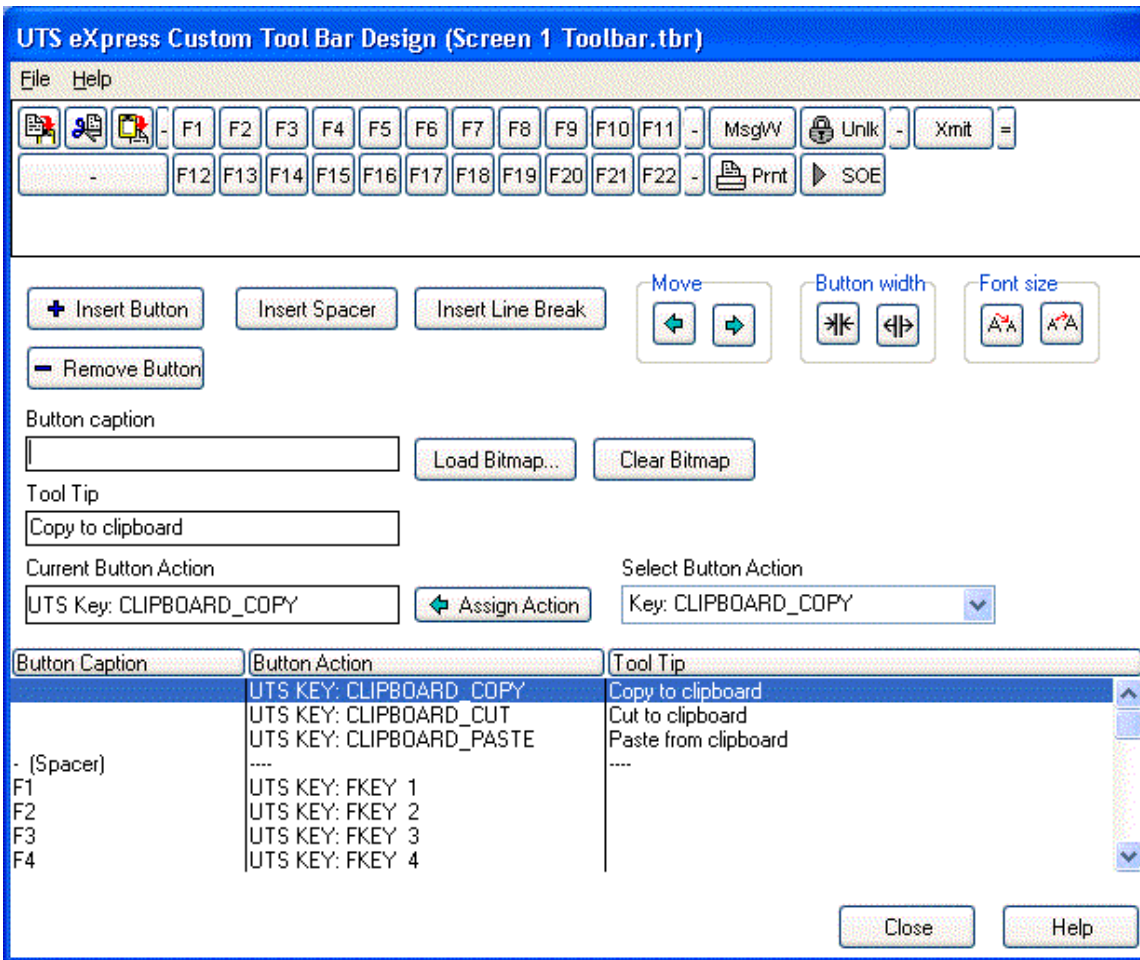 UTS eXpress Custom Tool Bar Design (Screen 1 Toolbar.tbr)
File Help
- F1 F2 F3 F4 F5 F6 F7 F8 F9 F10 F11 - MsgW Unlk - Xmit =
- F12 F13 F14 F15 F16 F17 F18 F19 F20 F21 F22 - Prnt SOE
Move Button width Font size
Insert Button Insert Spacer Insert Line Break
Remove Button
Button caption
Load Bitmap... Clear Bitmap
Tool Tip
Copy to clipboard
Current Button Action Select Button Action
UTS Key: CLIPBOARD_COPY Assign Action Key: CLIPBOARD_COPY
Button Caption Button Action Tool Tip
UTS KEY: CLIPBOARD_COPY Copy to clipboard
UTS KEY: CLIPBOARD_CUT Cut to clipboard
UTS KEY: CLIPBOARD_PASTE Paste from clipboard
- (Spacer) ---- ----
F1 UTS KEY: FKEY 1
F2 UTS KEY: FKEY 2
F3 UTS KEY: FKEY 3
F4 UTS KEY: FKEY 4
Close Help